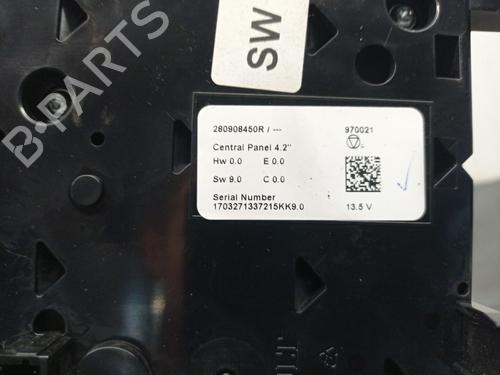 B-PARTS
SW
280908450R / ---
970021
Central Panel 4.2"
Hw 0.0 E 0.0
Sw 9.0 C 0.0
Serial Number
1703271337215KK9.0
13.5 V